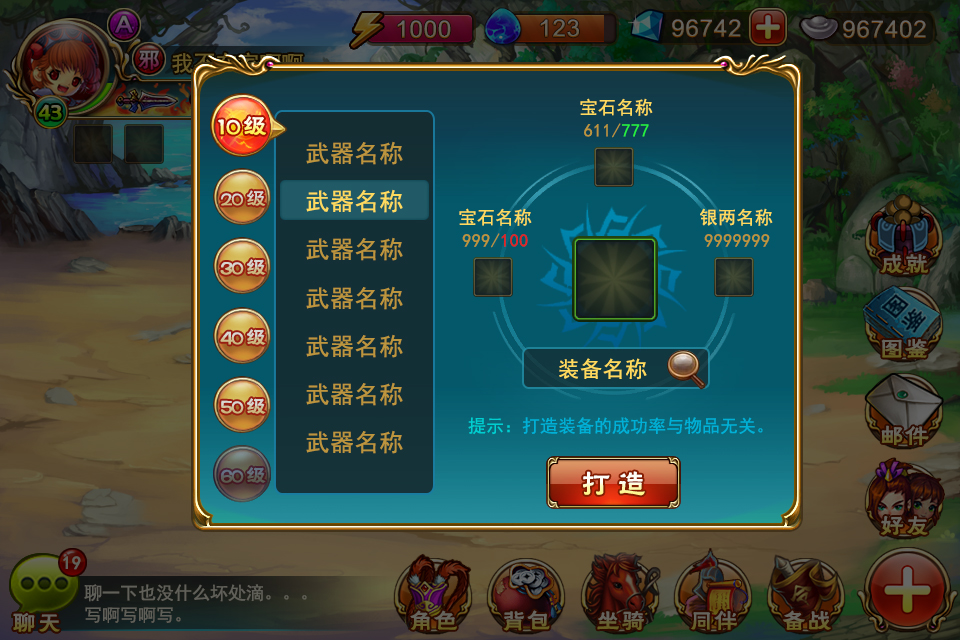 A
1000
123
96742
967402
邪
43
10级
20级
30级
40级
50级
60级
武器名称
武器名称
武器名称
武器名称
武器名称
武器名称
武器名称
宝石名称
611/777
宝石名称
999/100
银两名称
9999999
装备名称
提示：打造装备的成功率与物品无关。
打造
成就
图鉴
图鉴
邮件
好友
19
聊天
聊一下也没什么坏处滴。。。
写啊写啊写。
角色
背包
坐骑
同伴
备战